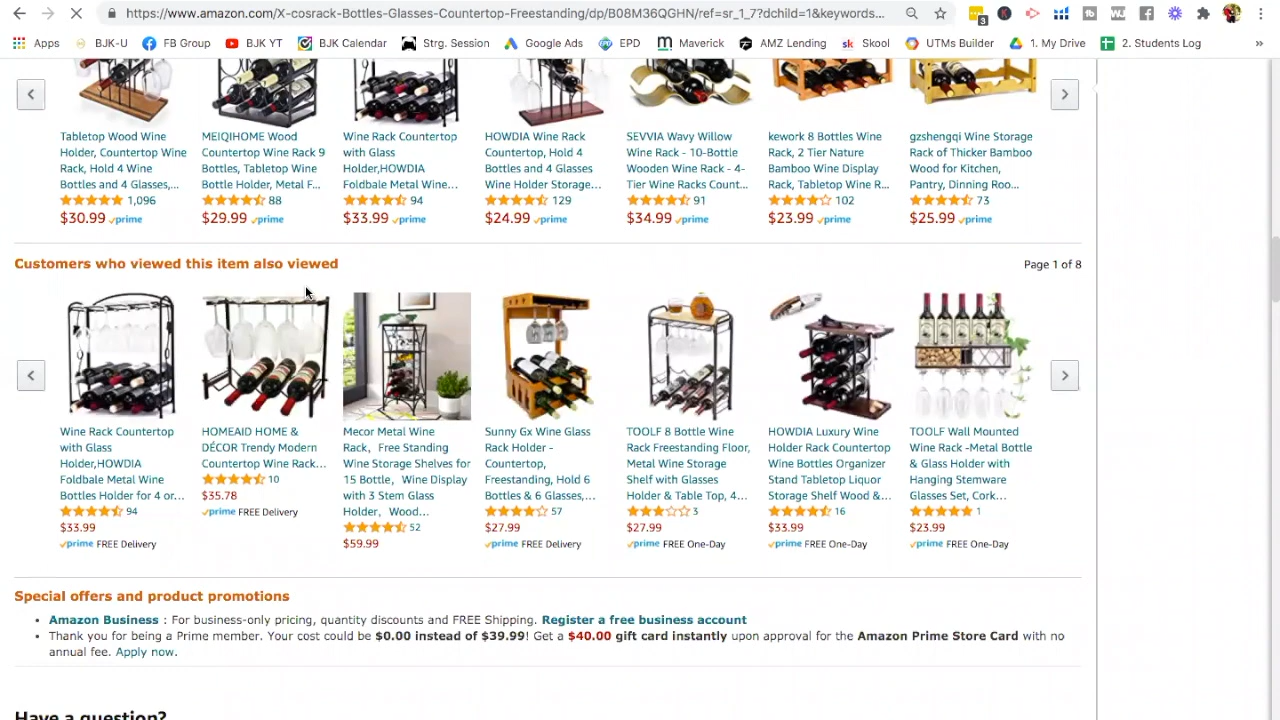 https://www.amazon.com/X-cosrack-Bottles-Glasses-Countertop-Freestanding/dp/B08M36QGHN/ref=sr_1_7?dchild=1&keywords...
3
Apps BJK-U FB Group BJK YT BJK Calendar Strg. Session Google Ads EPD Maverick AMZ Lending sk Skool UTMs Builder 1. My Drive 2. Students Log »
Tabletop Wood Wine
Holder, Countertop Wine
Rack, Hold 4 Wine
Bottles and 4 Glasses,...
1,096
$30.99 prime
MEIQIHOME Wood
Countertop Wine Rack 9
Bottles, Tabletop Wine
Bottle Holder, Metal F...
88
$29.99 prime
Wine Rack Countertop
with Glass
Holder,HOWDIA
Foldbale Metal Wine...
94
$33.99 prime
HOWDIA Wine Rack
Countertop, Hold 4
Bottles and 4 Glasses
Wine Holder Storage...
129
$24.99 prime
SEVVIA Wavy Willow
Wine Rack - 10-Bottle
Wooden Wine Rack - 4-
Tier Wine Racks Count...
91
$34.99 prime
kework 8 Bottles Wine
Rack, 2 Tier Nature
Bamboo Wine Display
Rack, Tabletop Wine R...
102
$23.99 prime
gzshengqi Wine Storage
Rack of Thicker Bamboo
Wood for Kitchen,
Pantry, Dinning Roo...
73
$25.99 prime
Customers who viewed this item also viewed
Page 1 of 8
Wine Rack Countertop
with Glass
Holder,HOWDIA
Foldbale Metal Wine
Bottles Holder for 4 or...
94
$33.99
prime FREE Delivery
HOMEAID HOME &
DÉCOR Trendy Modern
Countertop Wine Rack...
10
$35.78
prime FREE Delivery
Mecor Metal Wine
Rack，Free Standing
Wine Storage Shelves for
15 Bottle，Wine Display
with 3 Stem Glass
Holder，Wood...
52
$59.99
Sunny Gx Wine Glass
Rack Holder -
Countertop,
Freestanding, Hold 6
Bottles & 6 Glasses,...
57
$27.99
prime FREE Delivery
TOOLF 8 Bottle Wine
Rack Freestanding Floor,
Metal Wine Storage
Shelf with Glasses
Holder & Table Top, 4...
3
$27.99
prime FREE One-Day
HOWDIA Luxury Wine
Holder Rack Countertop
Wine Bottles Organizer
Stand Tabletop Liquor
Storage Shelf Wood &...
16
$33.99
prime FREE One-Day
TOOLF Wall Mounted
Wine Rack -Metal Bottle
& Glass Holder with
Hanging Stemware
Glasses Set, Cork...
1
$23.99
prime FREE One-Day
Special offers and product promotions
• Amazon Business : For business-only pricing, quantity discounts and FREE Shipping. Register a free business account
• Thank you for being a Prime member. Your cost could be $0.00 instead of $39.99! Get a $40.00 gift card instantly upon approval for the Amazon Prime Store Card with no
annual fee. Apply now.
Have a question?